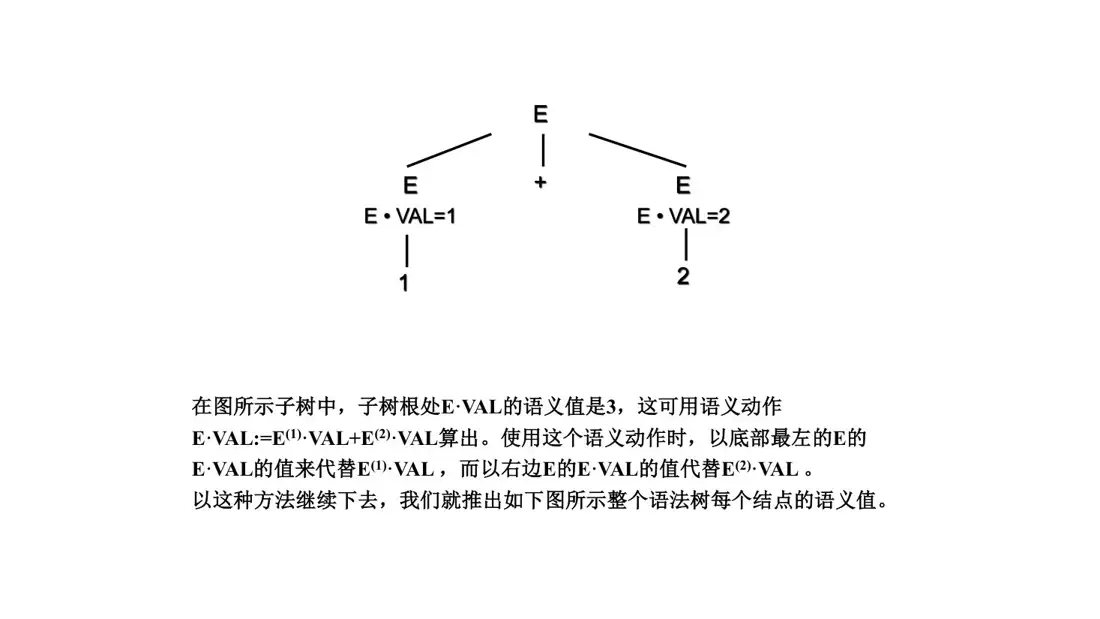 E
E + E
E • VAL=1 E • VAL=2
1 2
在图所示子树中，子树根处E·VAL的语义值是3，这可用语义动作
E·VAL:=E⁽¹⁾·VAL+E⁽²⁾·VAL算出。使用这个语义动作时，以底部最左的E的
E·VAL的值来代替E⁽¹⁾·VAL ，而以右边E的E·VAL的值代替E⁽²⁾·VAL 。
以这种方法继续下去，我们就推出如下图所示整个语法树每个结点的语义值。